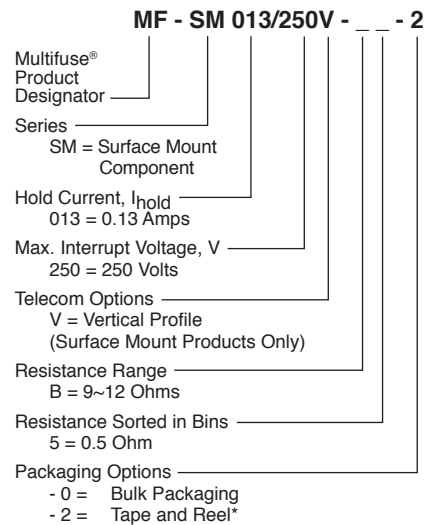 MF - SM 013/250V - _ _ - 2
Multifuse®
Product
Designator
Series
SM = Surface Mount
Component
Hold Current, Ihold
013 = 0.13 Amps
Max. Interrupt Voltage, V
250 = 250 Volts
Telecom Options
V = Vertical Profile
(Surface Mount Products Only)
Resistance Range
B = 9~12 Ohms
Resistance Sorted in Bins
5 = 0.5 Ohm
Packaging Options
- 0 = Bulk Packaging
- 2 = Tape and Reel*